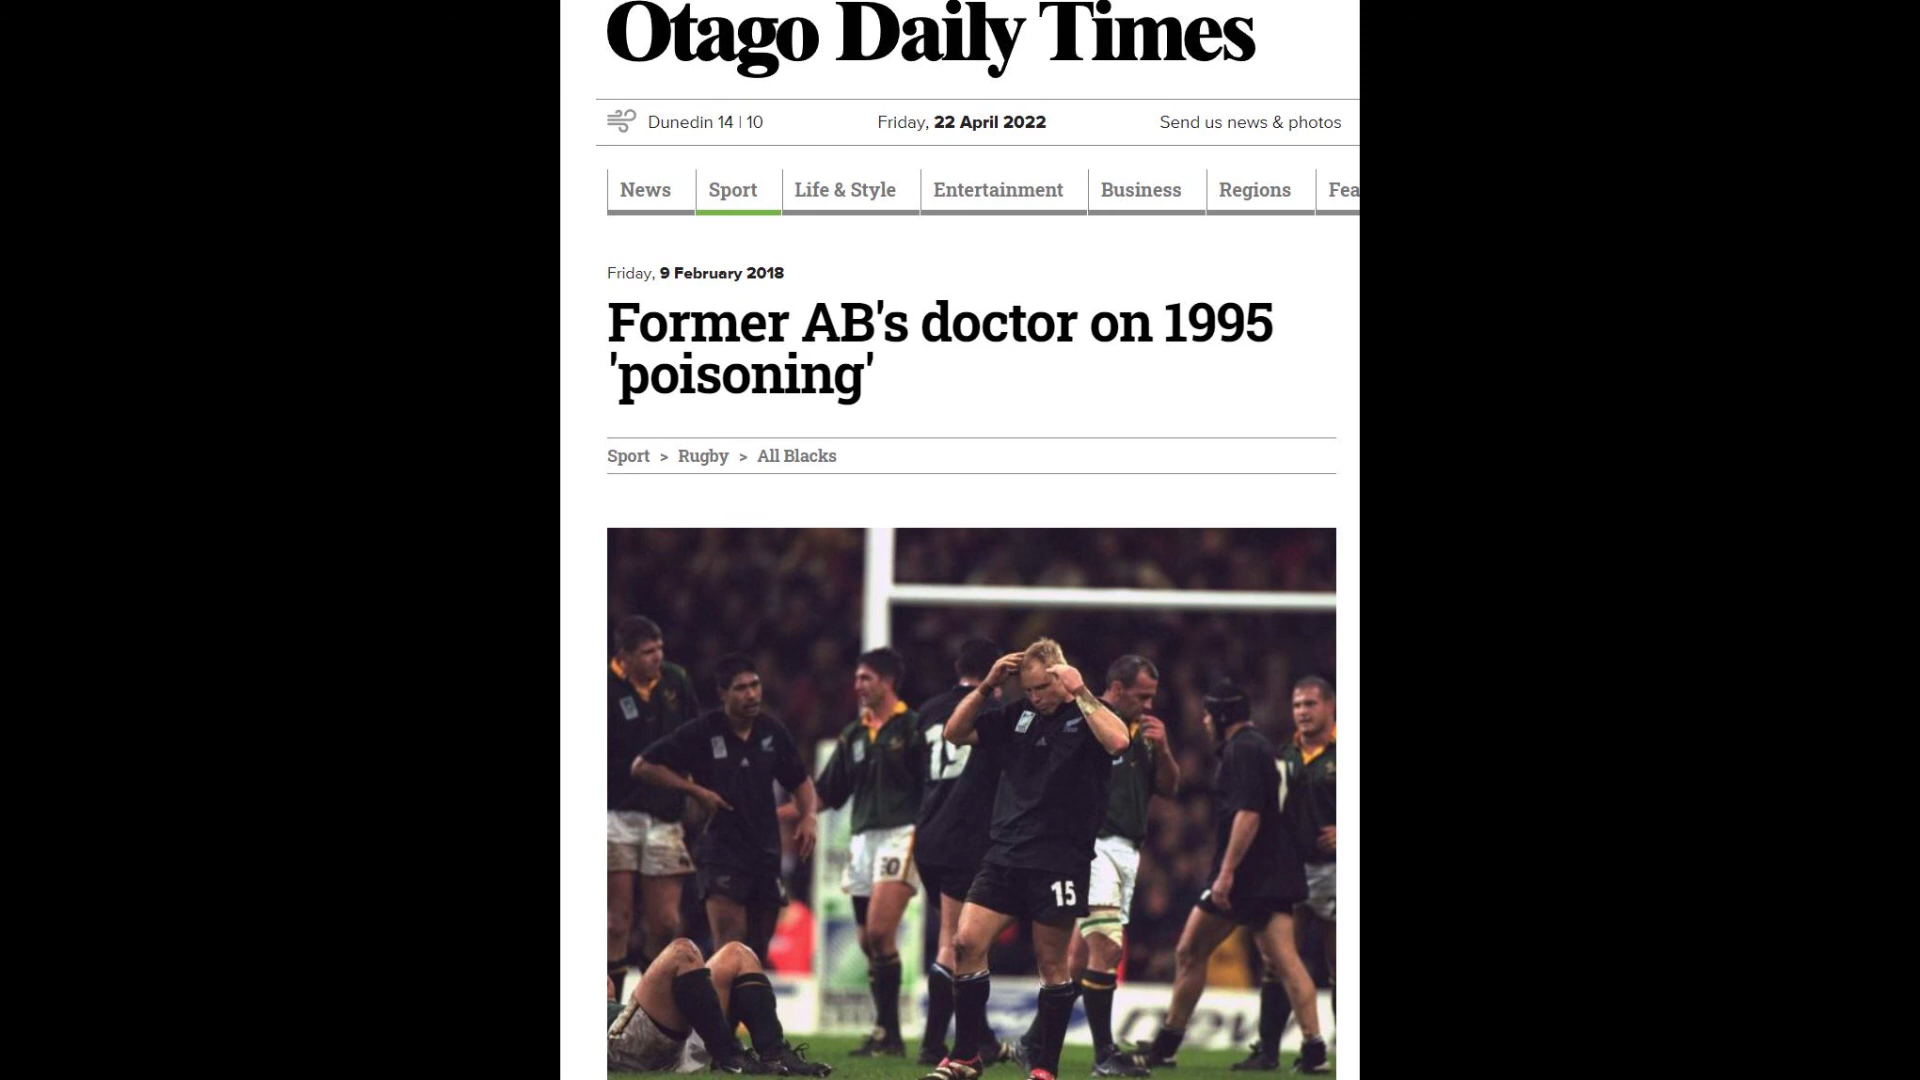 Otago Daily Times
Dunedin 14 | 10
Friday, 22 April 2022
Send us news & photos
News
Sport
Life & Style
Entertainment
Business
Regions
Friday, 9 February 2018
Former AB's doctor on 1995
'poisoning'
Sport > Rugby > All Blacks
15